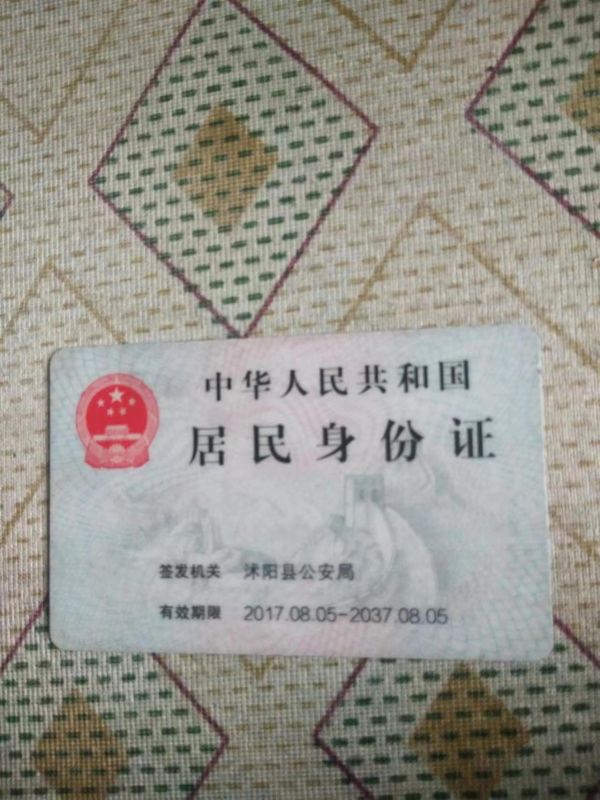 中华人民共和国
居民身份证
签发机关 沭阳县公安局
有效期限 2017.08.05-2037.08.05